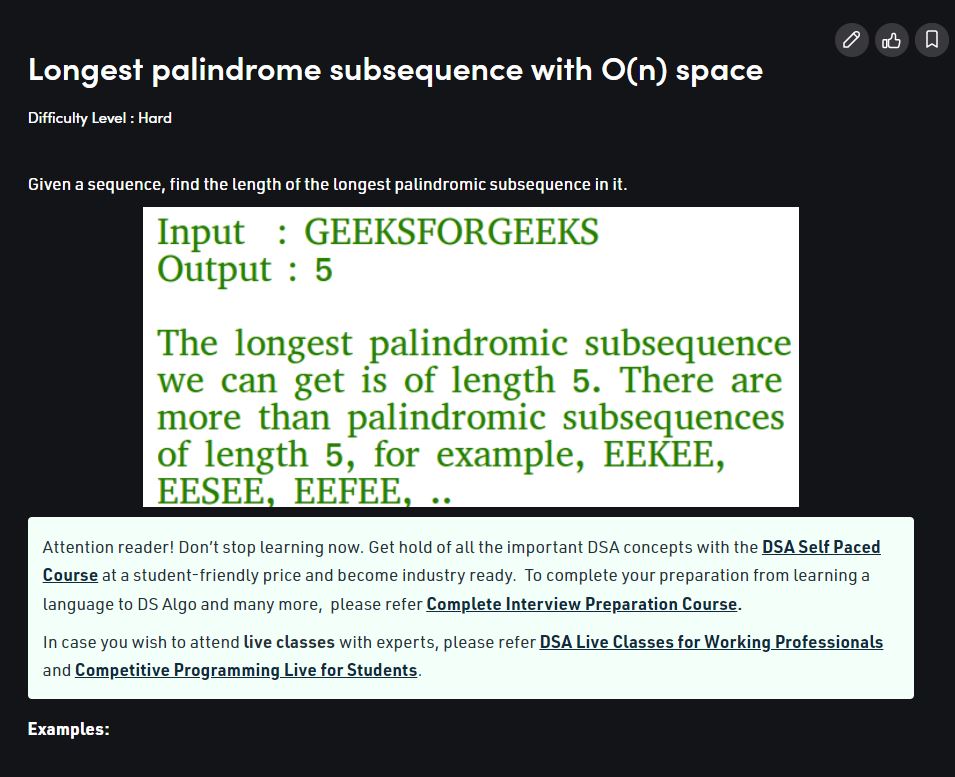 Longest palindrome subsequence with O(n) space
Difficulty Level : Hard
Given a sequence, find the length of the longest palindromic subsequence in it.
Input : GEEKSFORGEEKS
Output : 5
The longest palindromic subsequence
we can get is of length 5. There are
more than palindromic subsequences
of length 5, for example, EEKEE,
EESEE, EEFEE, ..
Attention reader! Don’t stop learning now. Get hold of all the important DSA concepts with the DSA Self Paced
Course at a student-friendly price and become industry ready.  To complete your preparation from learning a
language to DS Algo and many more,  please refer Complete Interview Preparation Course.
In case you wish to attend live classes with experts, please refer DSA Live Classes for Working Professionals
and Competitive Programming Live for Students.
Examples: